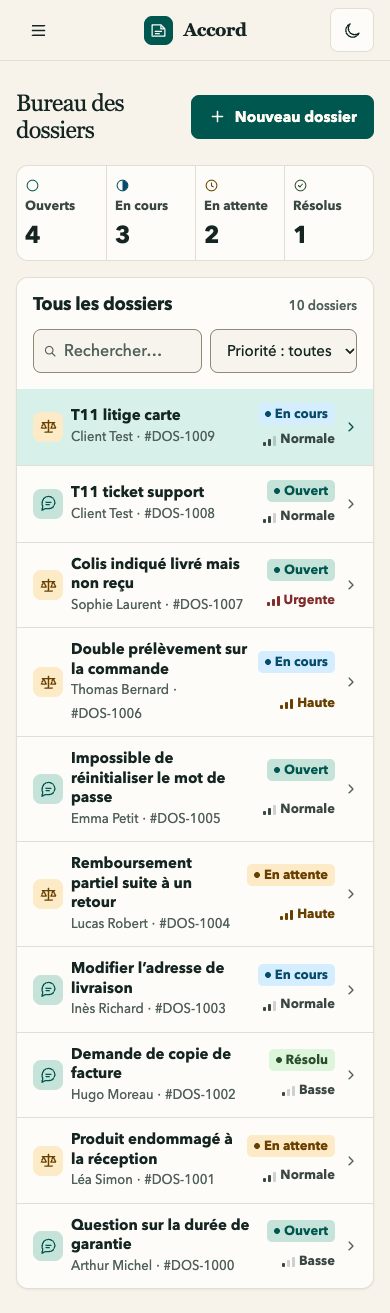 Accord
Bureau des
dossiers
Nouveau dossier
Ouverts
4
En cours
3
En attente
2
Résolus
1
Tous les dossiers
10 dossiers
Rechercher…
Priorité : toutes
T11 litige carte
Client Test · #DOS-1009
En cours
Normale
T11 ticket support
Client Test · #DOS-1008
Ouvert
Normale
Colis indiqué livré mais
non reçu
Sophie Laurent · #DOS-1007
Ouvert
Urgente
Double prélèvement sur
la commande
Thomas Bernard ·
#DOS-1006
En cours
Haute
Impossible de
réinitialiser le mot de
passe
Emma Petit · #DOS-1005
Ouvert
Normale
Remboursement
partiel suite à un
retour
Lucas Robert · #DOS-1004
En attente
Haute
Modifier l’adresse de
livraison
Inès Richard · #DOS-1003
En cours
Normale
Demande de copie de
facture
Hugo Moreau · #DOS-1002
Résolu
Basse
Produit endommagé à
la réception
Léa Simon · #DOS-1001
En attente
Normale
Question sur la durée de
garantie
Arthur Michel · #DOS-1000
Ouvert
Basse